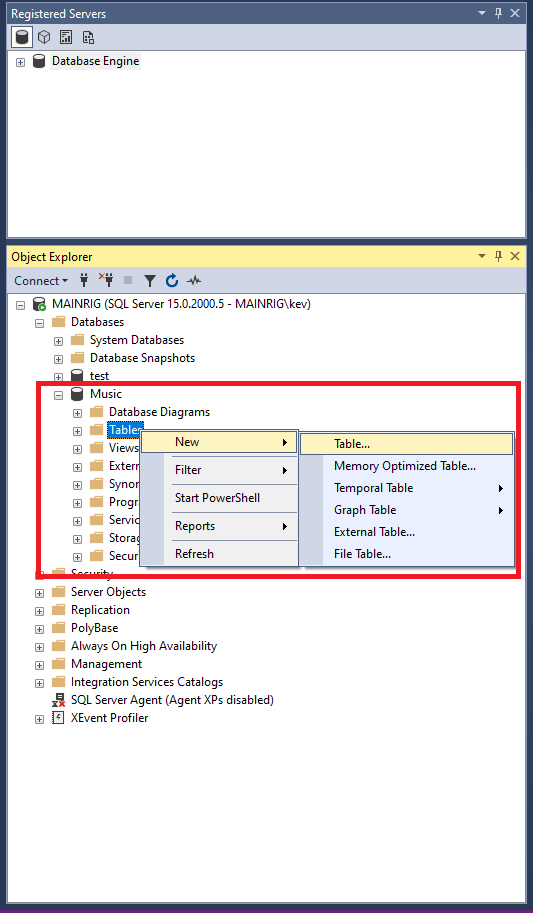 Registered Servers
Database Engine
Object Explorer
Connect
MAINRIG (SQL Server 15.0.2000.5 - MAINRIG\kev)
Databases
System Databases
Database Snapshots
test
Music
Database Diagrams
Tables
New
Table...
Views
Memory Optimized Table...
Extern
Filter
Temporal Table
Synon
Start PowerShell
Graph Table
Progr
Servic
Reports
External Table...
Storag
Refresh
File Table...
Secur
Security
Server Objects
Replication
PolyBase
Always On High Availability
Management
Integration Services Catalogs
SQL Server Agent (Agent XPs disabled)
XEvent Profiler